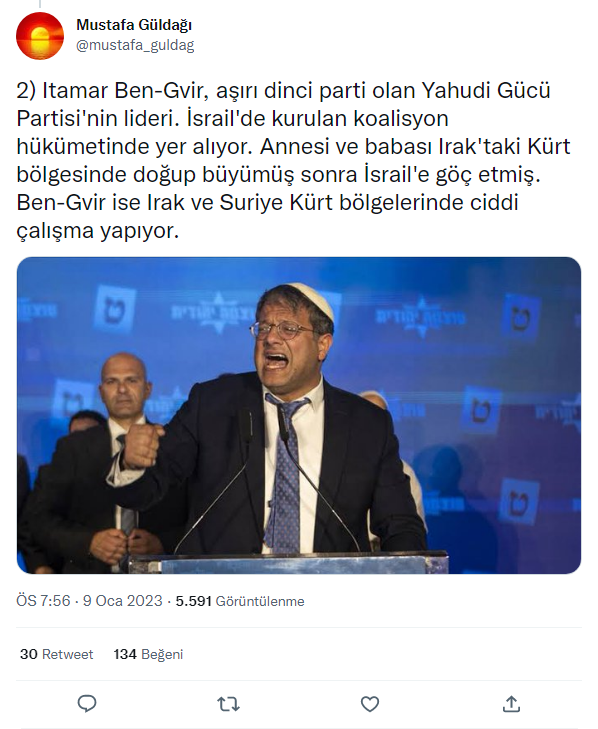 Mustafa Güldağı
@mustafa_guldag
2) Itamar Ben-Gvir, aşırı dinci parti olan Yahudi Gücü
Partisi'nin lideri. İsrail'de kurulan koalisyon
hükümetinde yer alıyor. Annesi ve babası Irak'taki Kürt
bölgesinde doğup büyümüş sonra İsrail'e göç etmiş.
Ben-Gvir ise Irak ve Suriye Kürt bölgelerinde ciddi
çalışma yapıyor.
ÖS 7:56 · 9 Oca 2023 · 5.591 Görüntülenme
30 Retweet 134 Beğeni